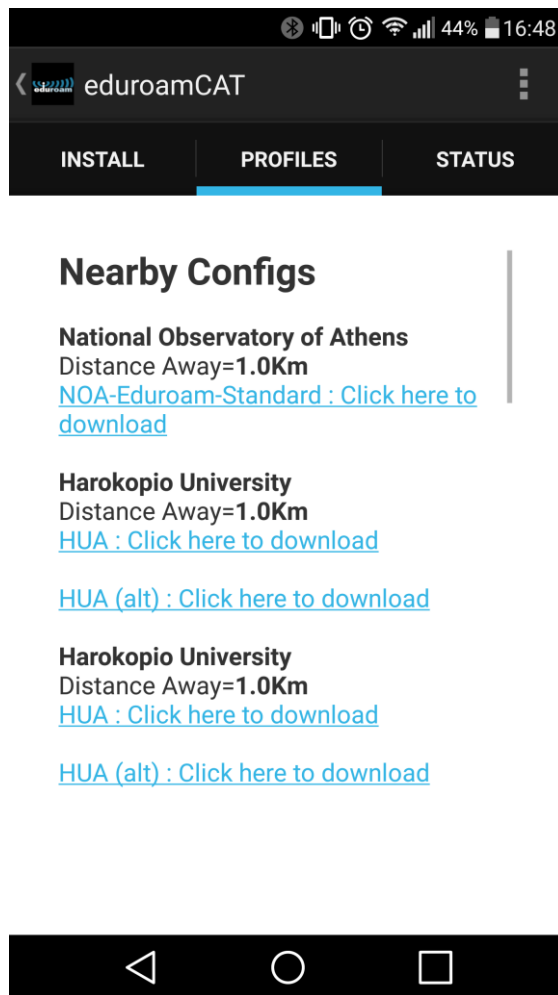 44% 16:48
eduroam eduroamCAT
INSTALL PROFILES STATUS
Nearby Configs
National Observatory of Athens
Distance Away=1.0Km
NOA-Eduroam-Standard : Click here to
download
Harokopio University
Distance Away=1.0Km
HUA : Click here to download
HUA (alt) : Click here to download
Harokopio University
Distance Away=1.0Km
HUA : Click here to download
HUA (alt) : Click here to download